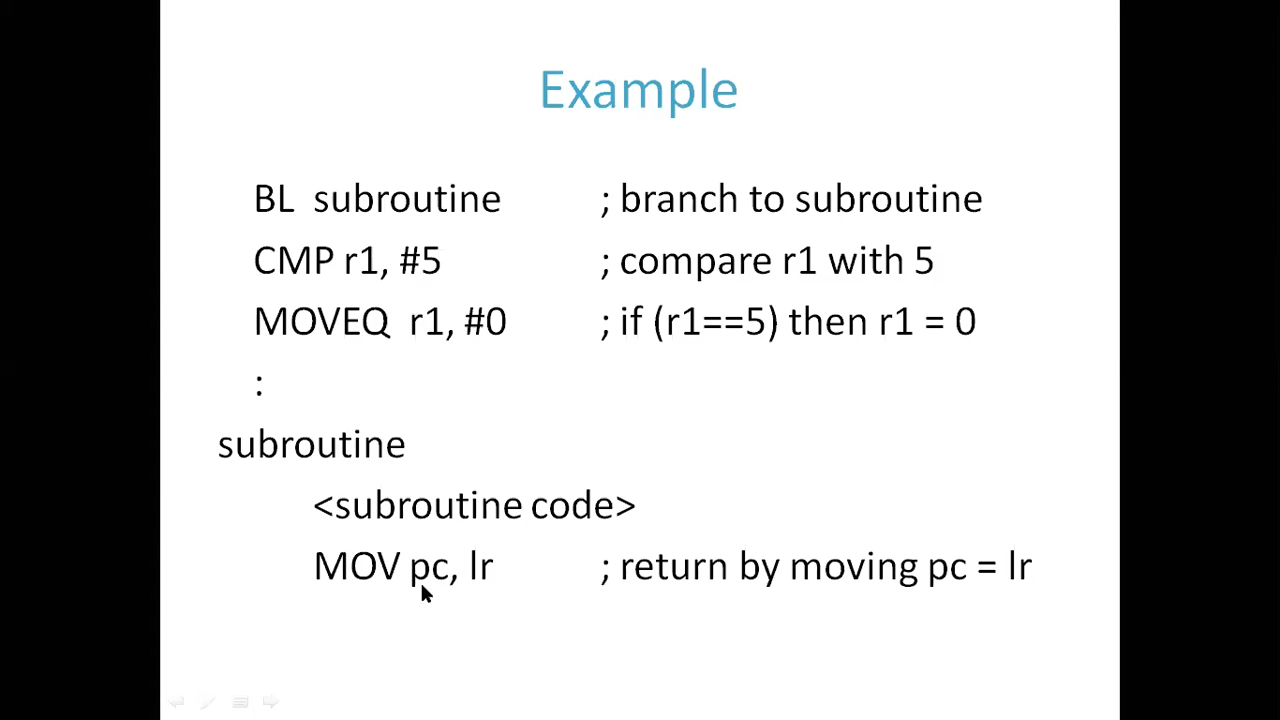 Example
BL subroutine ; branch to subroutine
CMP r1, #5 ; compare r1 with 5
MOVEQ r1, #0 ; if (r1==5) then r1 = 0
:
subroutine
<subroutine code>
MOV pc, lr ; return by moving pc = lr